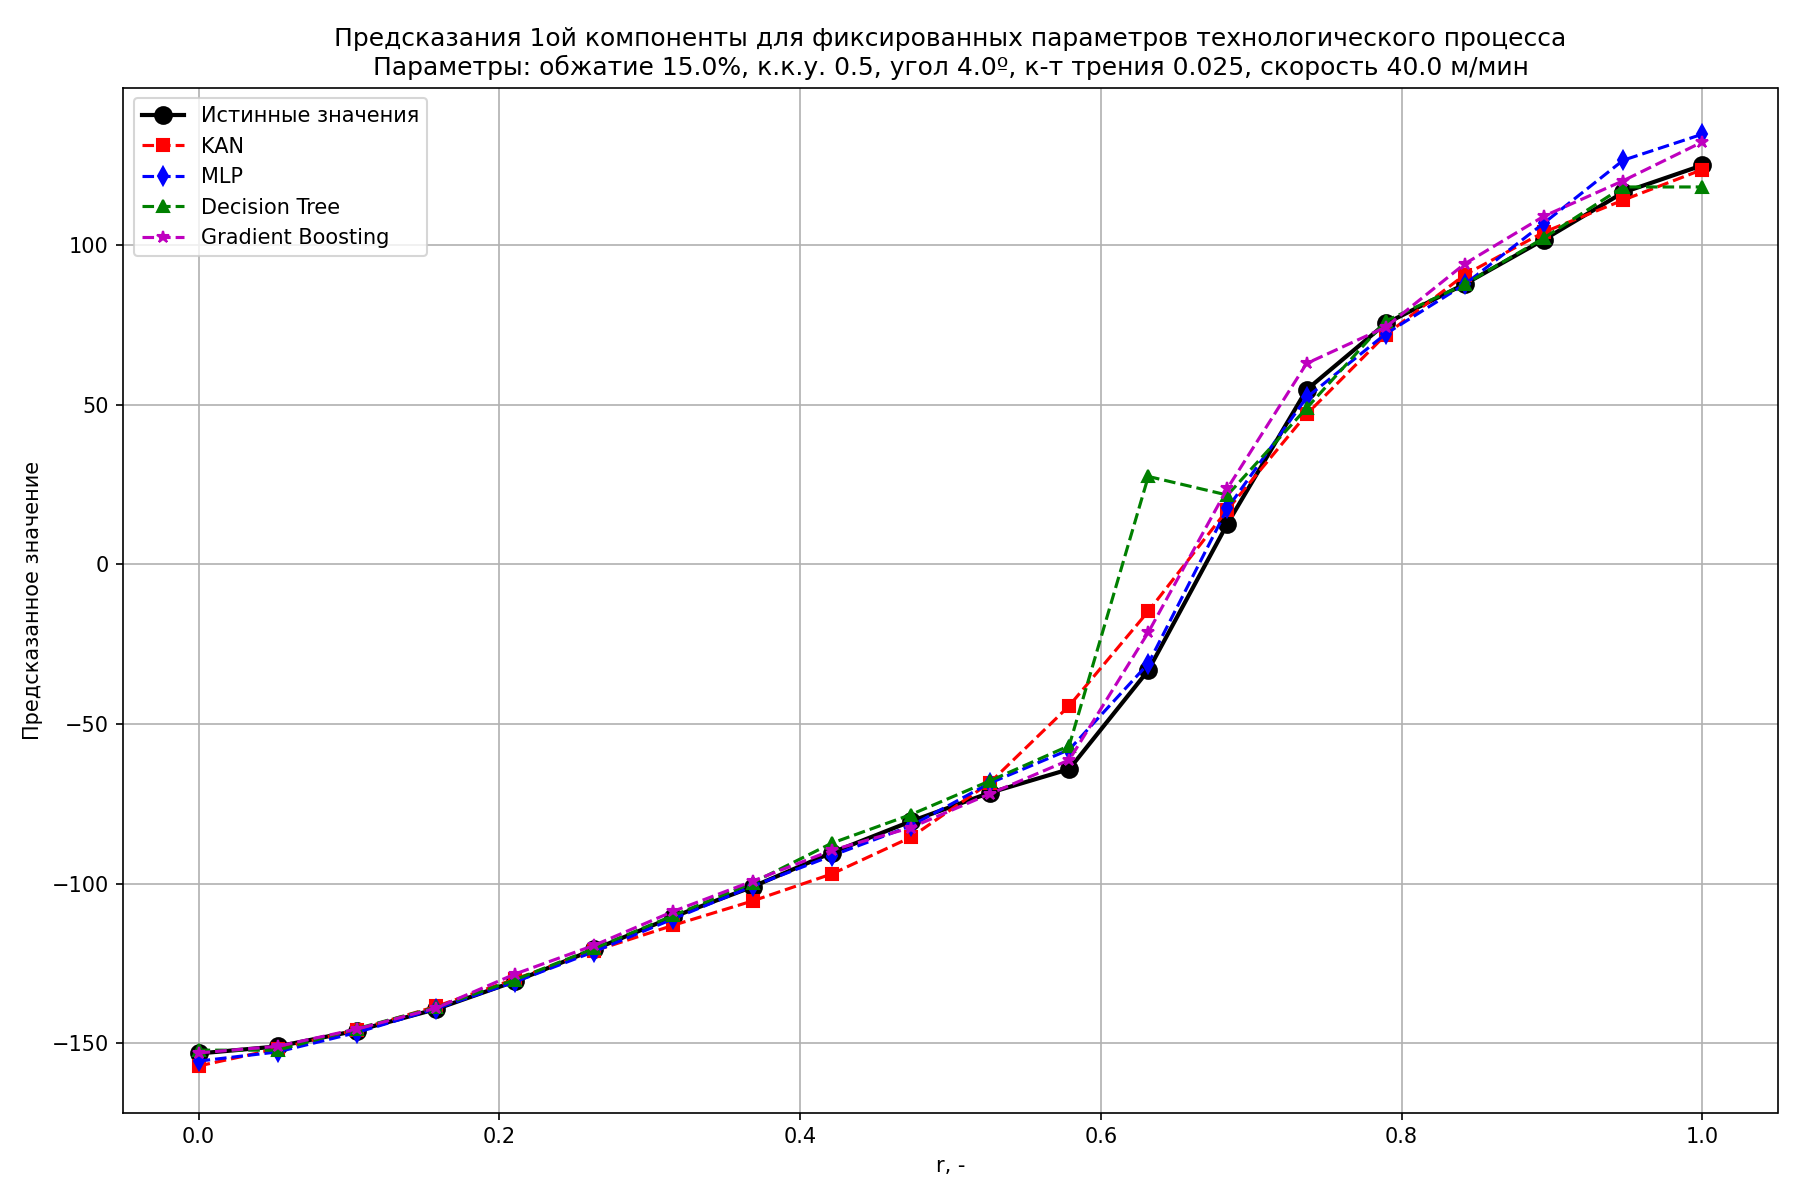 Предсказания 1ой компоненты для фиксированных параметров технологического процесса
Параметры: обжатие 15.0%, к.к.у. 0.5, угол 4.0º, к-т трения 0.025, скорость 40.0 м/мин
Истинные значения
KAN
MLP
Decision Tree
Gradient Boosting
Предсказанное значение
100
50
0
−50
−100
−150
0.0
0.2
0.4
0.6
0.8
1.0
r, -